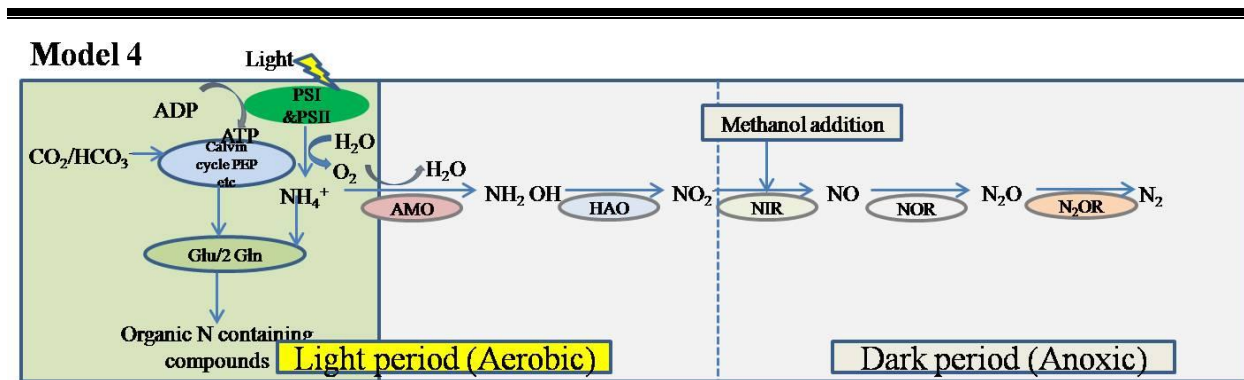 Model 4
Light
PSI
&PSII
ADP
ATP
Calvin
cycle PEP
etc
CO₂/HCO₃
H₂O
O₂
H₂O
NH₄⁺
AMO
NH₂ OH
HAO
NO₂
Methanol addition
NIR
NO
NOR
N₂O
N₂OR
N₂
Glu/2 Gln
Organic N containing
compounds
Light period (Aerobic)
Dark period (Anoxic)